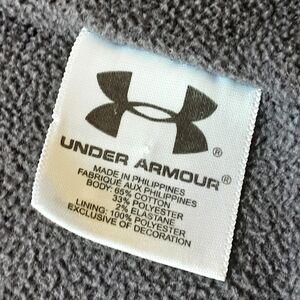 UNDER ARMOUR®
MADE IN PHILIPPINES
FABRIQUE AUX PHILIPPINES
BODY: 65% COTTON
33% POLYESTER
2% ELASTANE
LINING: 100% POLYESTER
EXCLUSIVE OF DECORATION